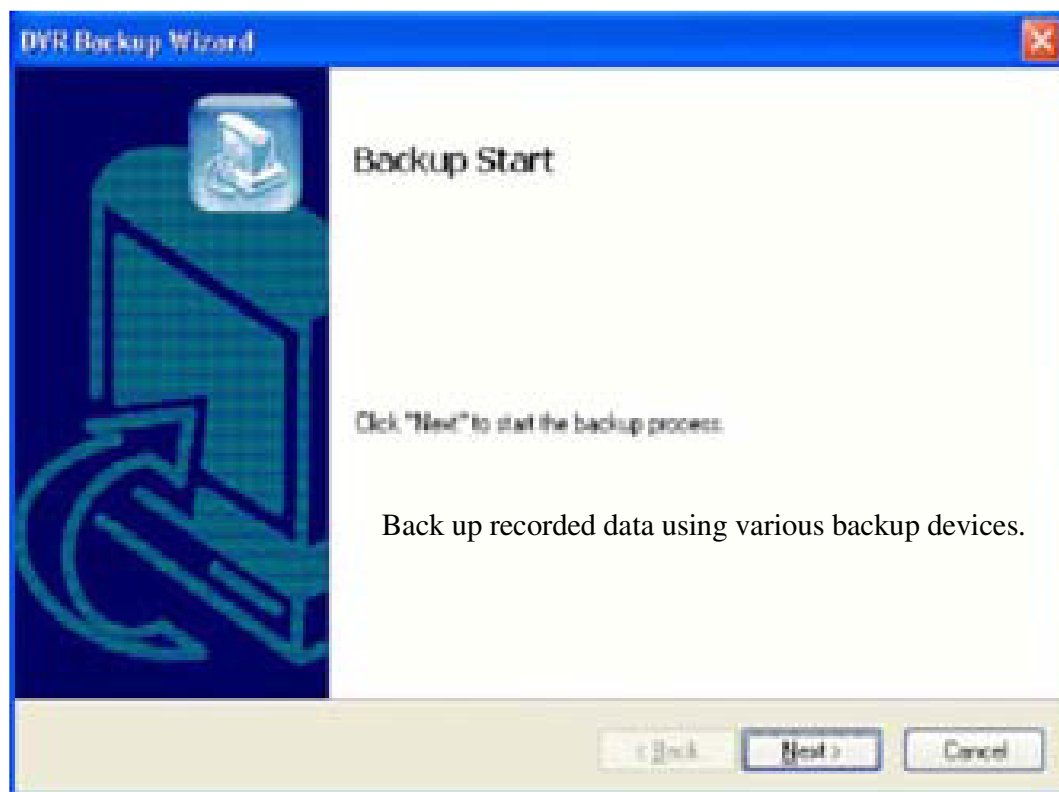 DVR Backup Wizard
Backup Start
Click "Next" to start the backup process.
Back up recorded data using various backup devices.
< Back
Next >
Cancel